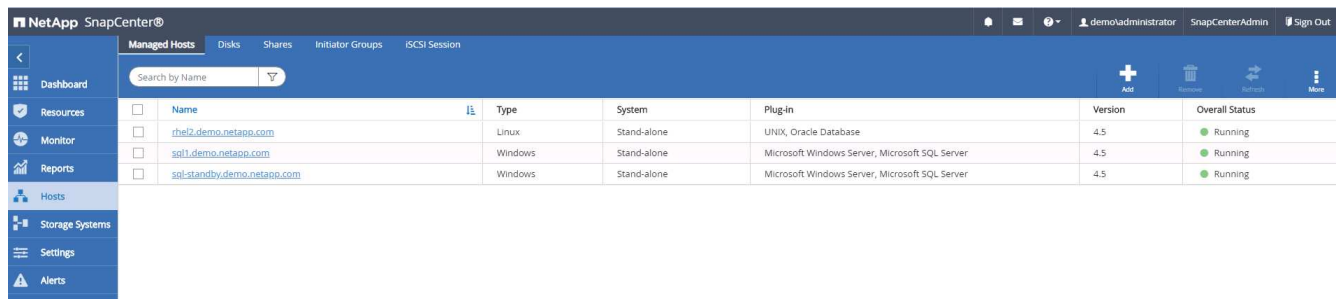 NetApp SnapCenter® demo\administrator SnapCenterAdmin Sign Out
Managed Hosts Disks Shares Initiator Groups iSCSI Session
Search by Name
Add Remove Refresh More
Dashboard
Resources
Monitor
Reports
Hosts
Storage Systems
Settings
Alerts
Name Type System Plug-in Version Overall Status
rhel2.demo.netapp.com Linux Stand-alone UNIX, Oracle Database 4.5 Running
sql1.demo.netapp.com Windows Stand-alone Microsoft Windows Server, Microsoft SQL Server 4.5 Running
sql-standby.demo.netapp.com Windows Stand-alone Microsoft Windows Server, Microsoft SQL Server 4.5 Running